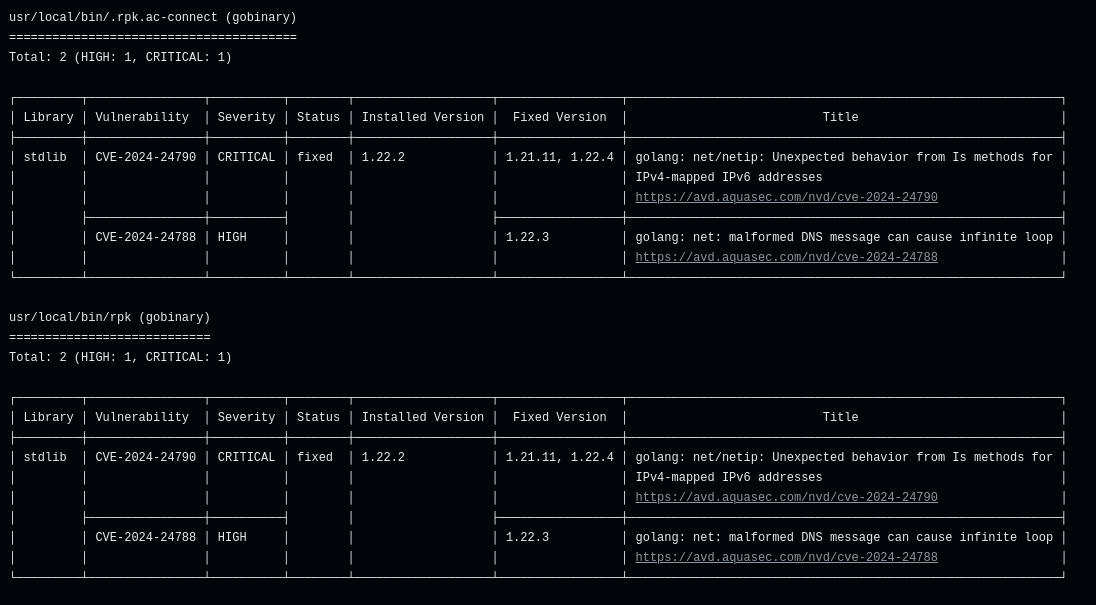 usr/local/bin/.rpk.ac-connect (gobinary)
========================================
Total: 2 (HIGH: 1, CRITICAL: 1)
Library Vulnerability Severity Status Installed Version Fixed Version Title
stdlib CVE-2024-24790 CRITICAL fixed 1.22.2 1.21.11, 1.22.4 golang: net/netip: Unexpected behavior from Is methods for
IPv4-mapped IPv6 addresses
https://avd.aquasec.com/nvd/cve-2024-24790
CVE-2024-24788 HIGH 1.22.3 golang: net: malformed DNS message can cause infinite loop
https://avd.aquasec.com/nvd/cve-2024-24788
usr/local/bin/rpk (gobinary)
============================
Total: 2 (HIGH: 1, CRITICAL: 1)
Library Vulnerability Severity Status Installed Version Fixed Version Title
stdlib CVE-2024-24790 CRITICAL fixed 1.22.2 1.21.11, 1.22.4 golang: net/netip: Unexpected behavior from Is methods for
IPv4-mapped IPv6 addresses
https://avd.aquasec.com/nvd/cve-2024-24790
CVE-2024-24788 HIGH 1.22.3 golang: net: malformed DNS message can cause infinite loop
https://avd.aquasec.com/nvd/cve-2024-24788